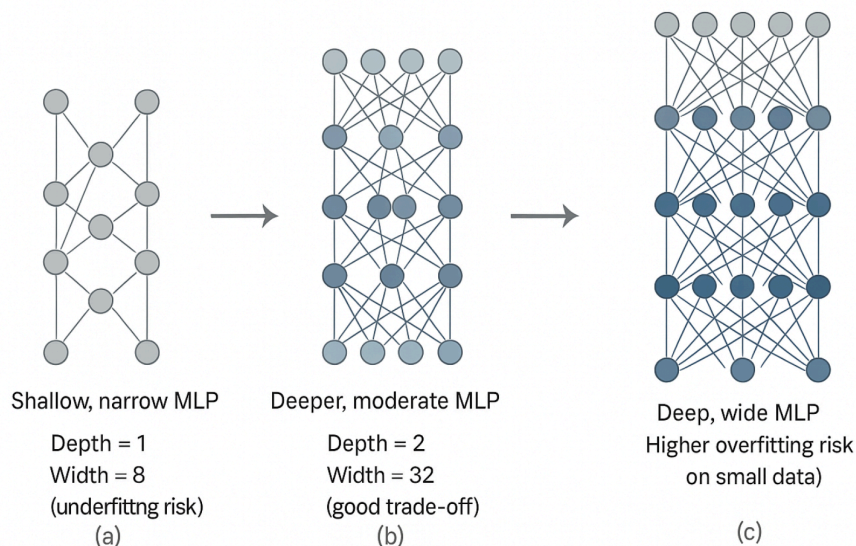 Shallow, narrow MLP
Depth = 1
Width = 8
(underfittng risk)
(a)
Deeper, moderate MLP
Depth = 2
Width = 32
(good trade-off)
(b)
Deep, wide MLP
Higher overfitting risk
on small data)
(c)